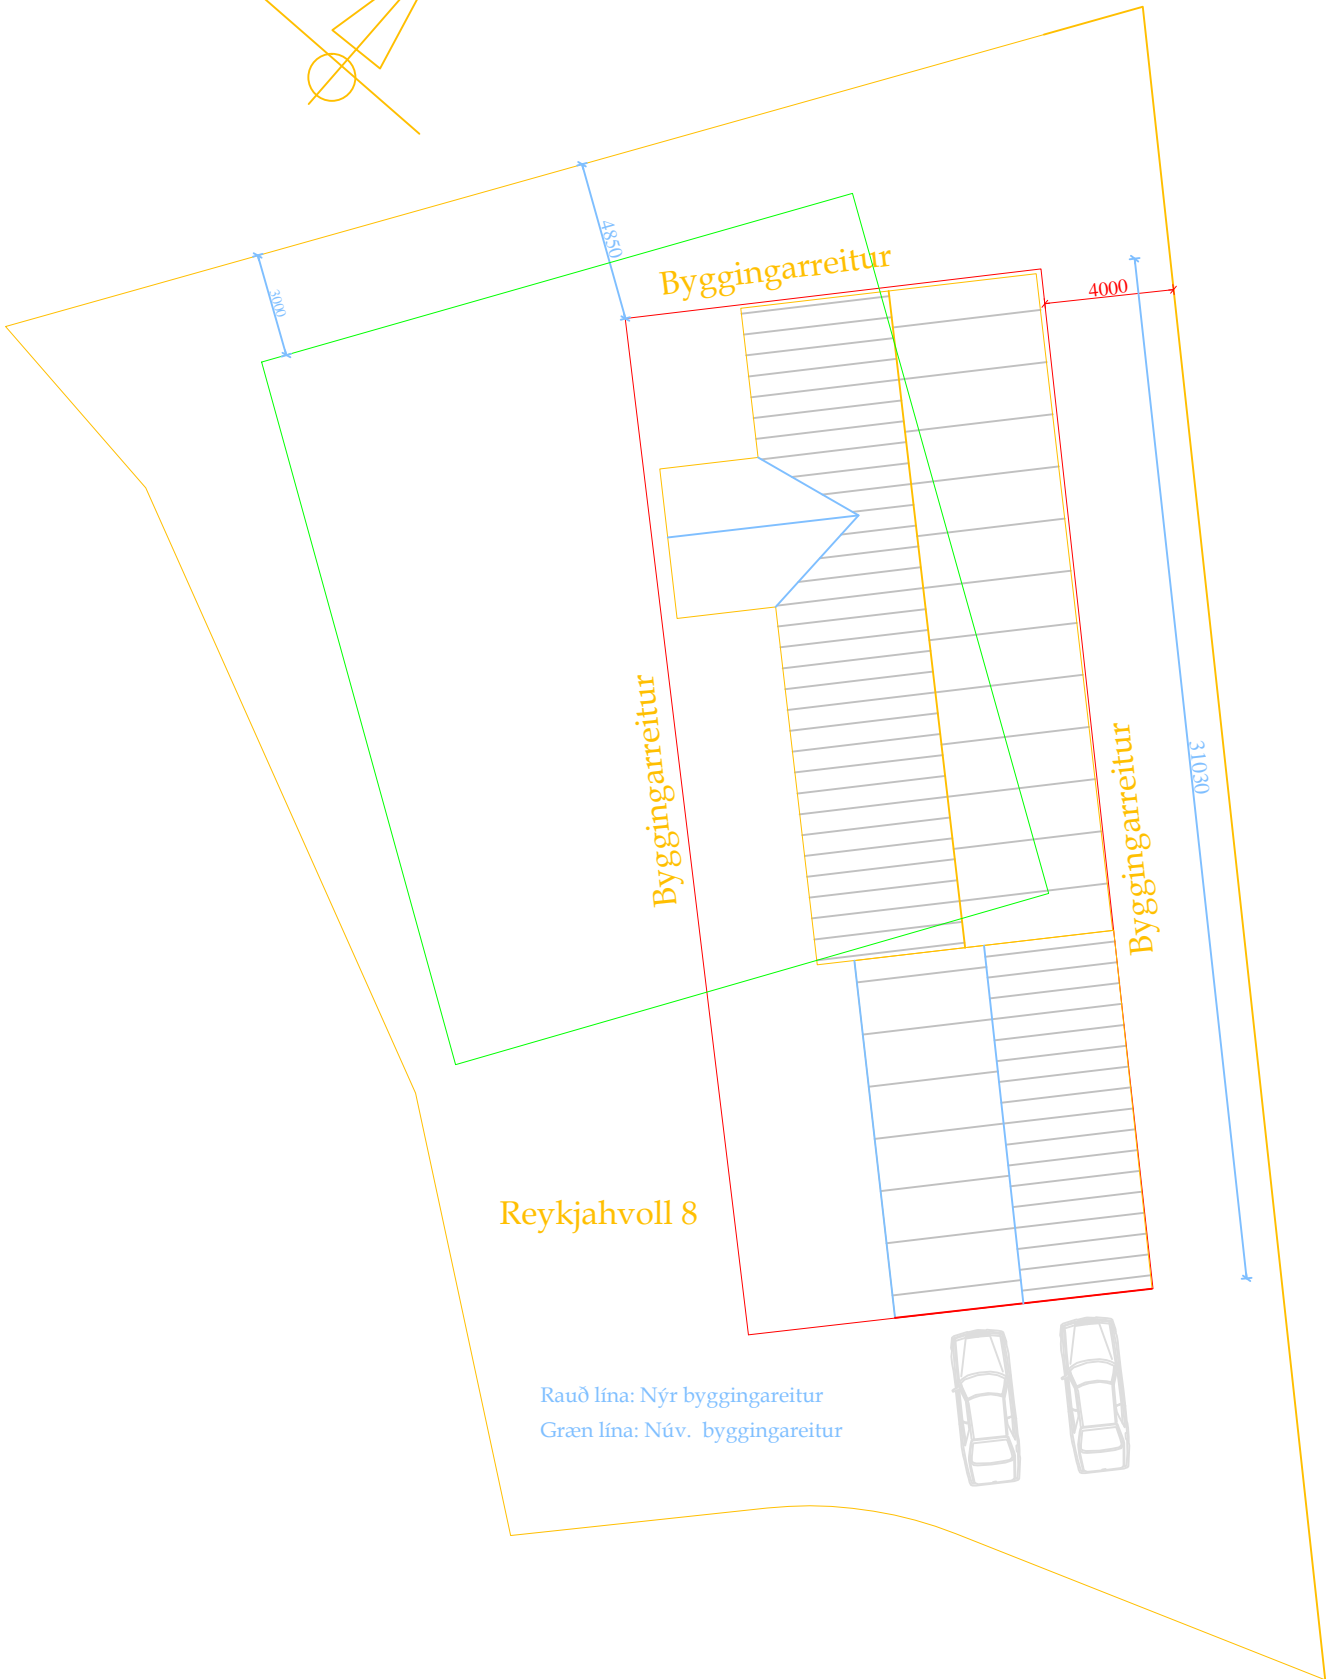 4850
3000
Byggingarreitur
4000
Byggingarreitur
Byggingarreitur
31030
Reykjahvoll 8
Rauð lína: Nýr byggingareitur
Græn lína: Núv. byggingareitur